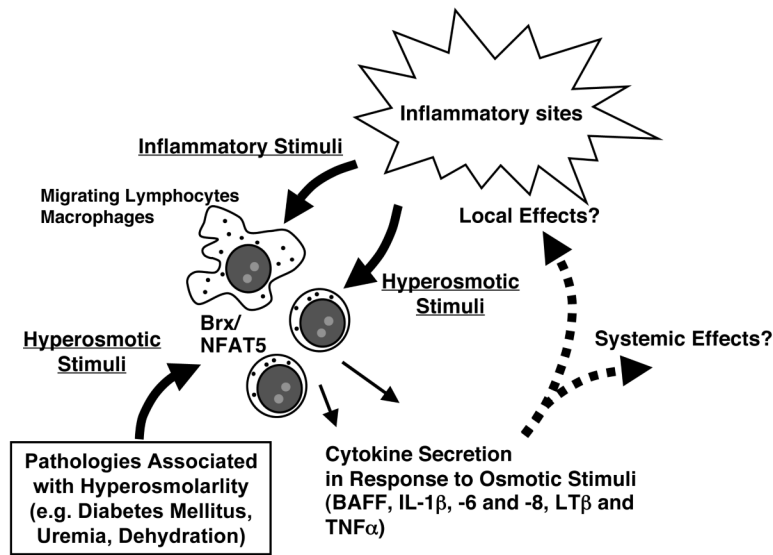 Inflammatory sites
Inflammatory Stimuli
Migrating Lymphocytes
Macrophages
Local Effects?
Hyperosmotic
Stimuli
Brx/
NFAT5
Hyperosmotic
Stimuli
Systemic Effects?
Pathologies Associated
with Hyperosmolarlity
(e.g. Diabetes Mellitus,
Uremia, Dehydration)
Cytokine Secretion
in Response to Osmotic Stimuli
(BAFF, IL-1β, -6 and -8, LTβ and
TNFα)